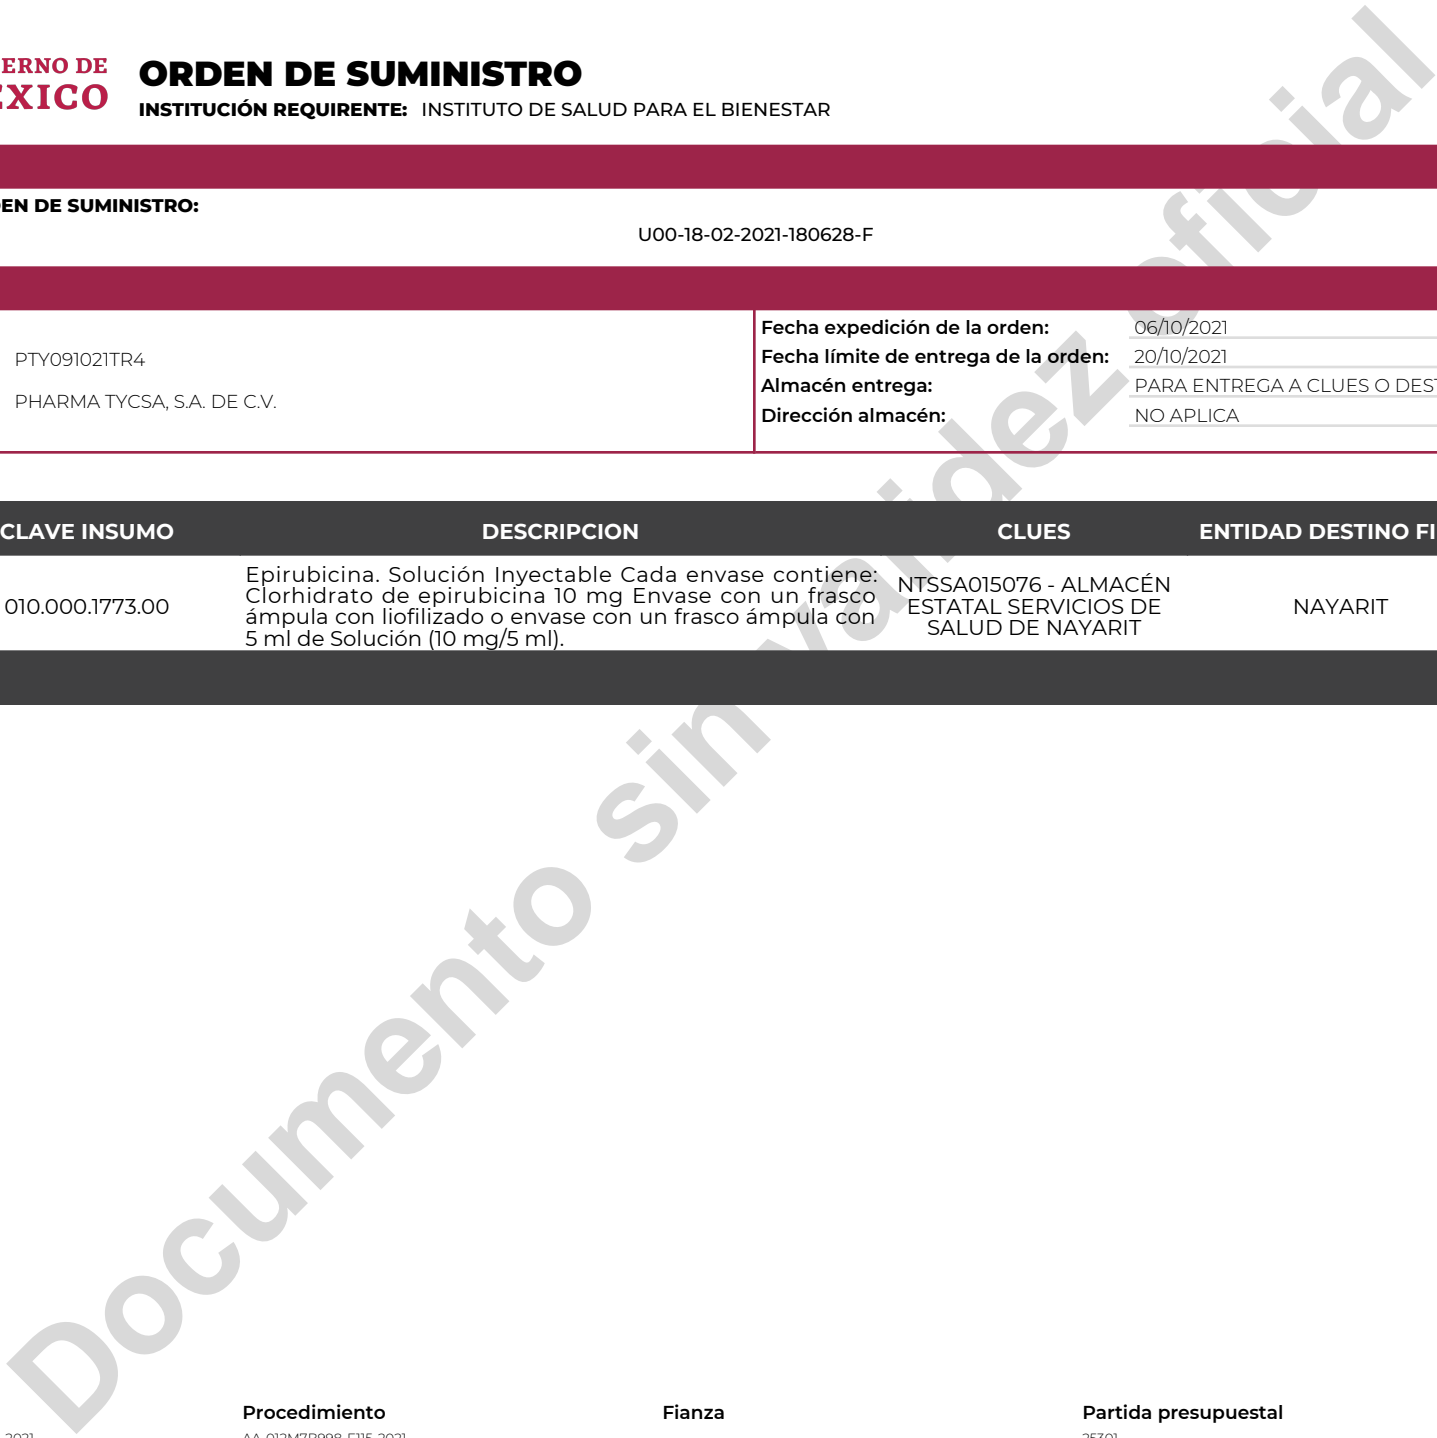 ERNO DE
ORDEN DE SUMINISTRO
INSTITUCIÓN REQUIRENTE: INSTITUTO DE SALUD PARA EL BIENESTAR
DE SUMINISTRO:
U00-18-02-2021-180628-F
PTY091021TR4
PHARMA TYCSA, S.A. DE C.V.
Fecha expedición de la orden: 06/10/2021
Fecha límite de entrega de la orden: 20/10/2021
Almacén entrega: PARA ENTREGA A CLUES O
Dirección almacén: NO APLICA
CLAVE INSUMO DESCRIPCION CLUES ENTIDAD DESTINO
010.000.1773.00
Epirubicina. Solución Inyectable Cada envase contiene:
Clorhidrato de epirubicina 10 mg Envase con un frasco
ámpula con liofilizado o envase con un frasco ámpula con
5 ml de Solución (10 mg/5 ml).
NTSSA015076 - ALMACÉN
ESTATAL SERVICIOS DE
SALUD DE NAYARIT
NAYARIT
Documento sin validez oficial
Procedimiento Fianza Partida presupuestal